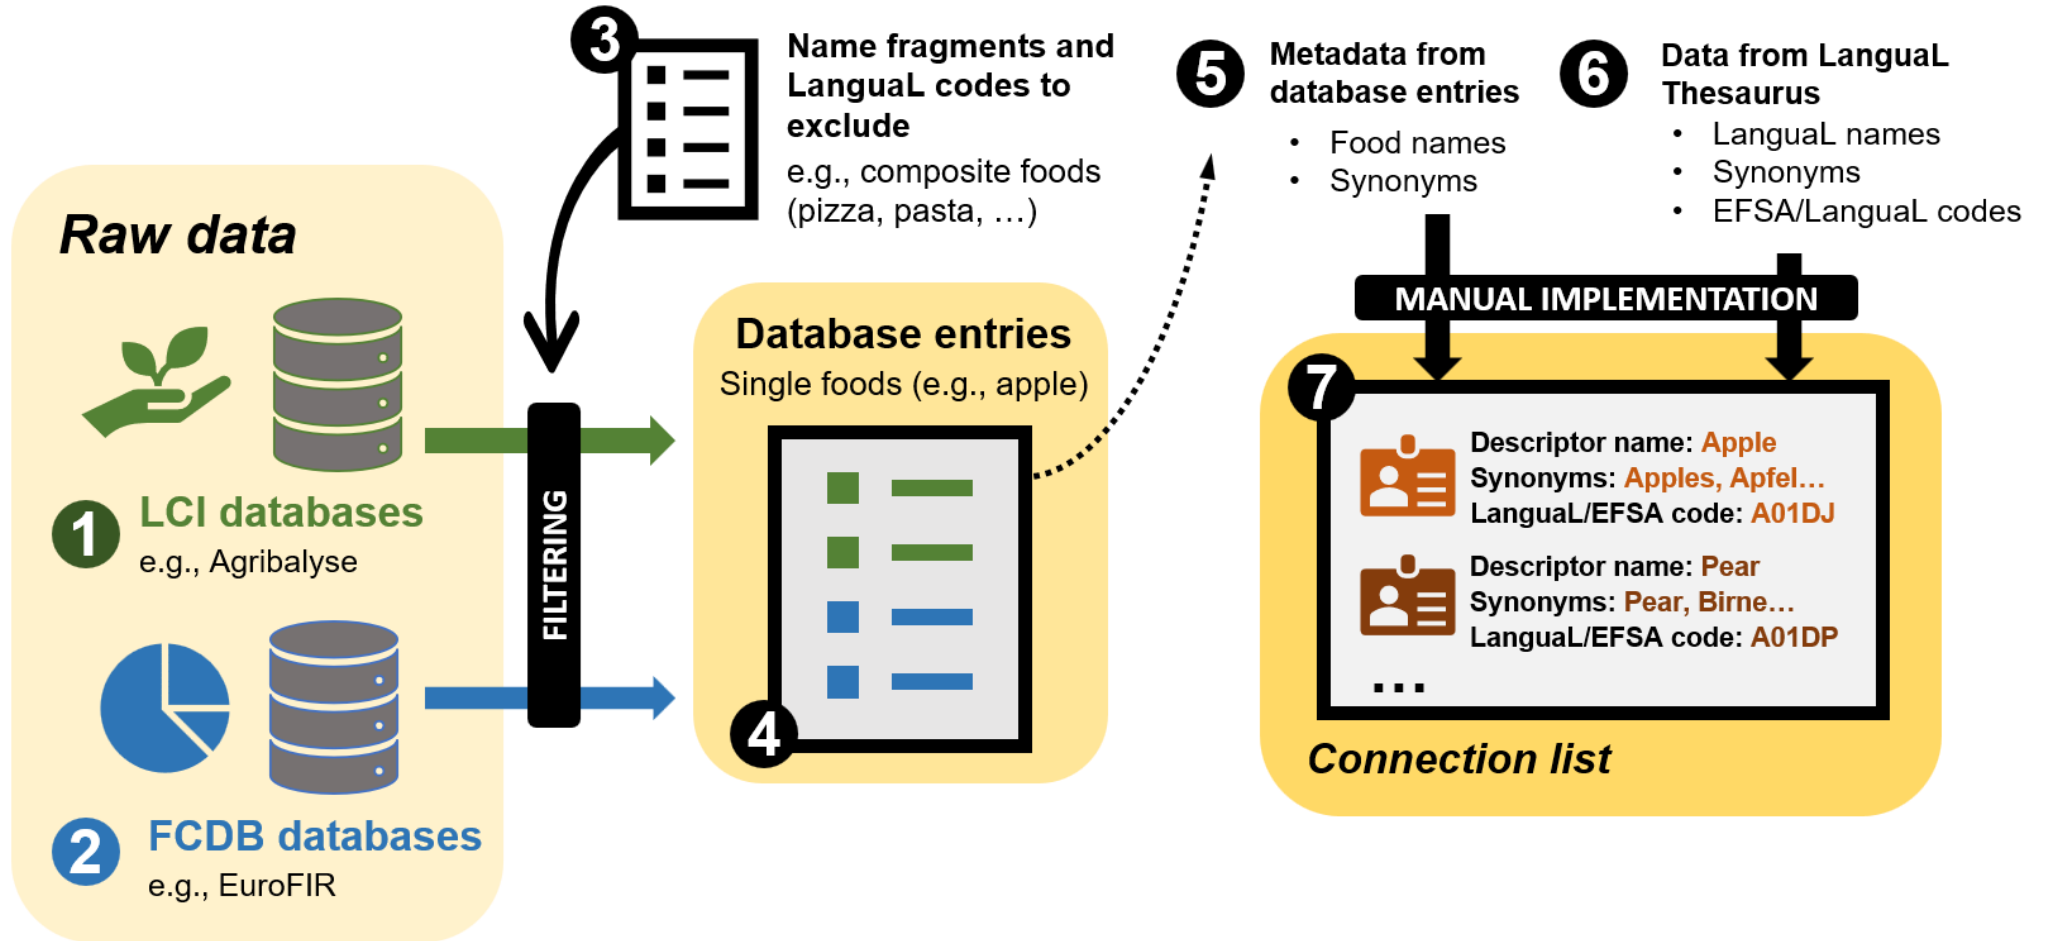 Raw data
1
LCI databases
e.g., Agribalyse
2
FCDB databases
e.g., EuroFIR
3
Name fragments and
LanguaL codes to
exclude
e.g., composite foods
(pizza, pasta, …)
FILTERING
Database entries
Single foods (e.g., apple)
4
5
Metadata from
database entries
• Food names
• Synonyms
6
Data from LanguaL
Thesaurus
• LanguaL names
• Synonyms
• EFSA/LanguaL codes
MANUAL IMPLEMENTATION
7
Descriptor name: Apple
Synonyms: Apples, Apfel…
LanguaL/EFSA code: A01DJ
Descriptor name: Pear
Synonyms: Pear, Birne…
LanguaL/EFSA code: A01DP
…
Connection list